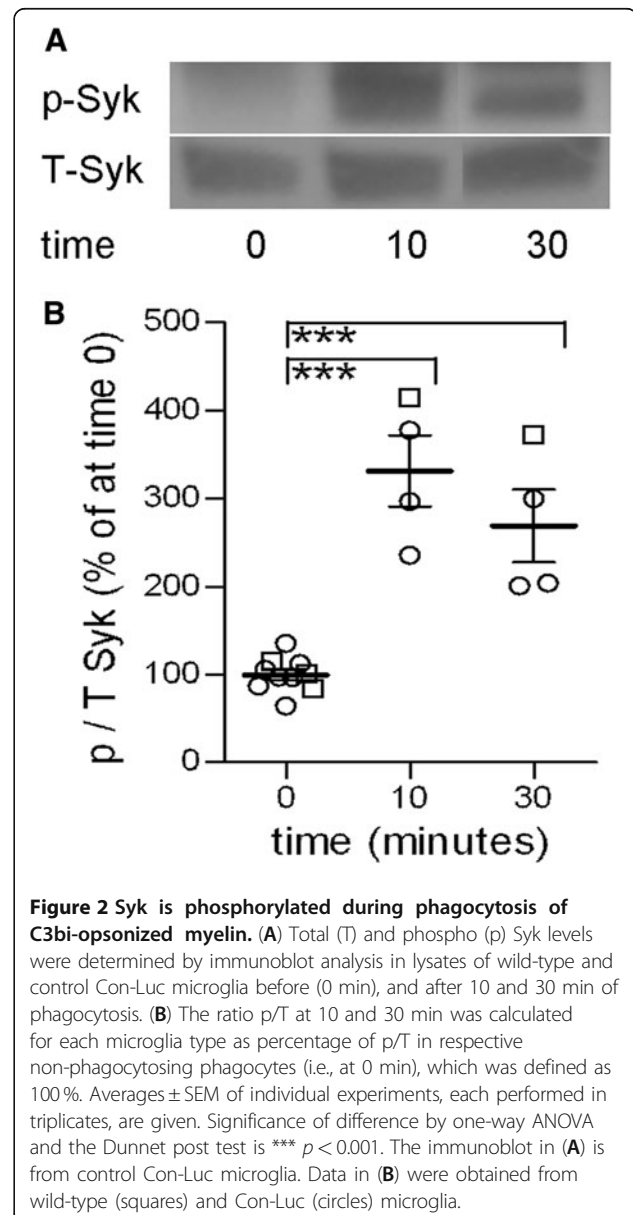 A
p-Syk
T-Syk
time 0 10 30
B
p / T Syk (% of at time 0)
500
400
300
200
100
0
***
***
0 10 30
time (minutes)
Figure 2 Syk is phosphorylated during phagocytosis of
C3bi-opsonized myelin. (A) Total (T) and phospho (p) Syk levels
were determined by immunoblot analysis in lysates of wild-type and
control Con-Luc microglia before (0 min), and after 10 and 30 min of
phagocytosis. (B) The ratio p/T at 10 and 30 min was calculated
for each microglia type as percentage of p/T in respective
non-phagocytosing phagocytes (i.e., at 0 min), which was defined as
100%. Averages ± SEM of individual experiments, each performed in
triplicates, are given. Significance of difference by one-way ANOVA
and the Dunnet post test is *** p < 0.001. The immunoblot in (A) is
from control Con-Luc microglia. Data in (B) were obtained from
wild-type (squares) and Con-Luc (circles) microglia.